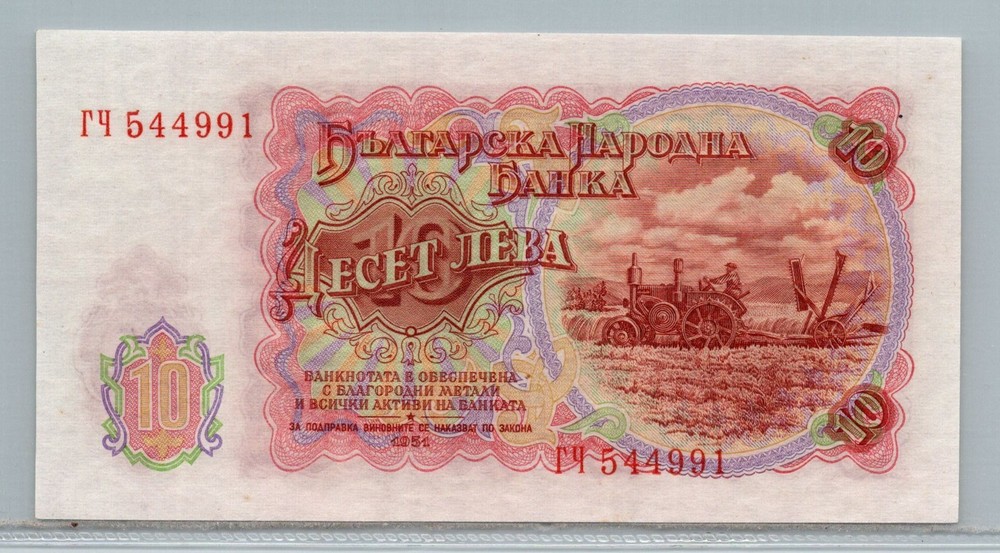 ГЧ 544991
БЪЛГАРСКА НАРОДНА
БАНКА
10
10
ДЕСЕТ ЛЕВА
БАНКНОТАТА Е ОБЕЗПЕЧЕНА
С БЛАГОРОДНИ МЕТАЛИ
И ВСИЧКИ АКТИВИ НА БАНКАТА
ЗА ПОДПРАВКА ВИНОВНИТЕ СЕ НАКАЗВАТ ПО ЗАКОНА
1951
10
10
ГЧ 544991